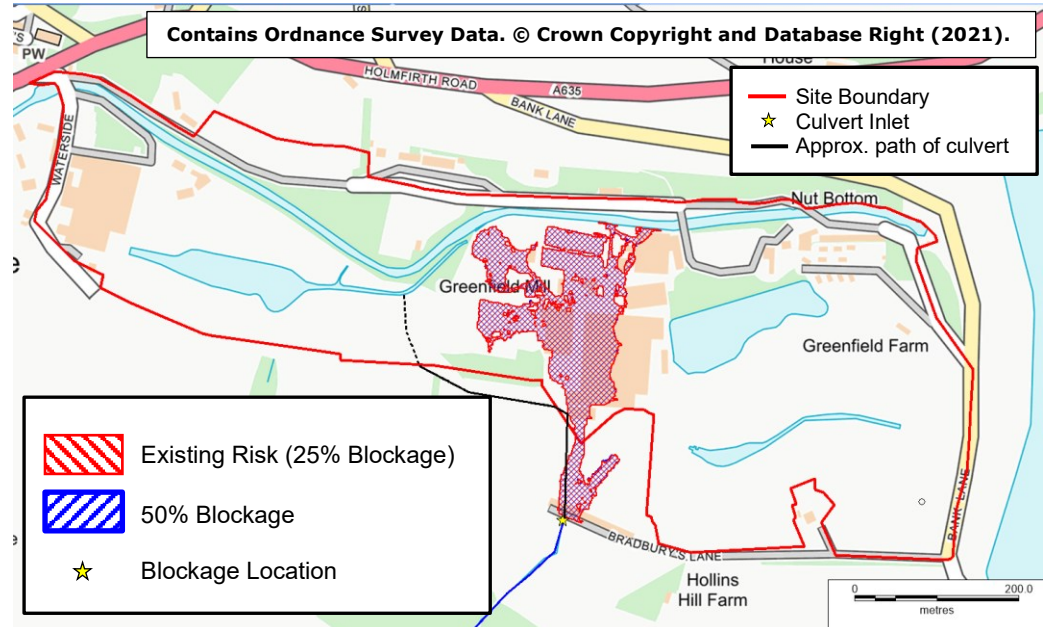 Contains Ordnance Survey Data. © Crown Copyright and Database Right (2021).
PW
House
HOLMFIRTH ROAD
A635
BANK LANE
Site Boundary
Culvert Inlet
Approx. path of culvert
WATERSIDE
Nut Bottom
Greenfield Mill
Greenfield Farm
Existing Risk (25% Blockage)
50% Blockage
Blockage Location
BANK LANE
BRADBURY'S LANE
Hollins
Hill Farm
0
200.0
metres